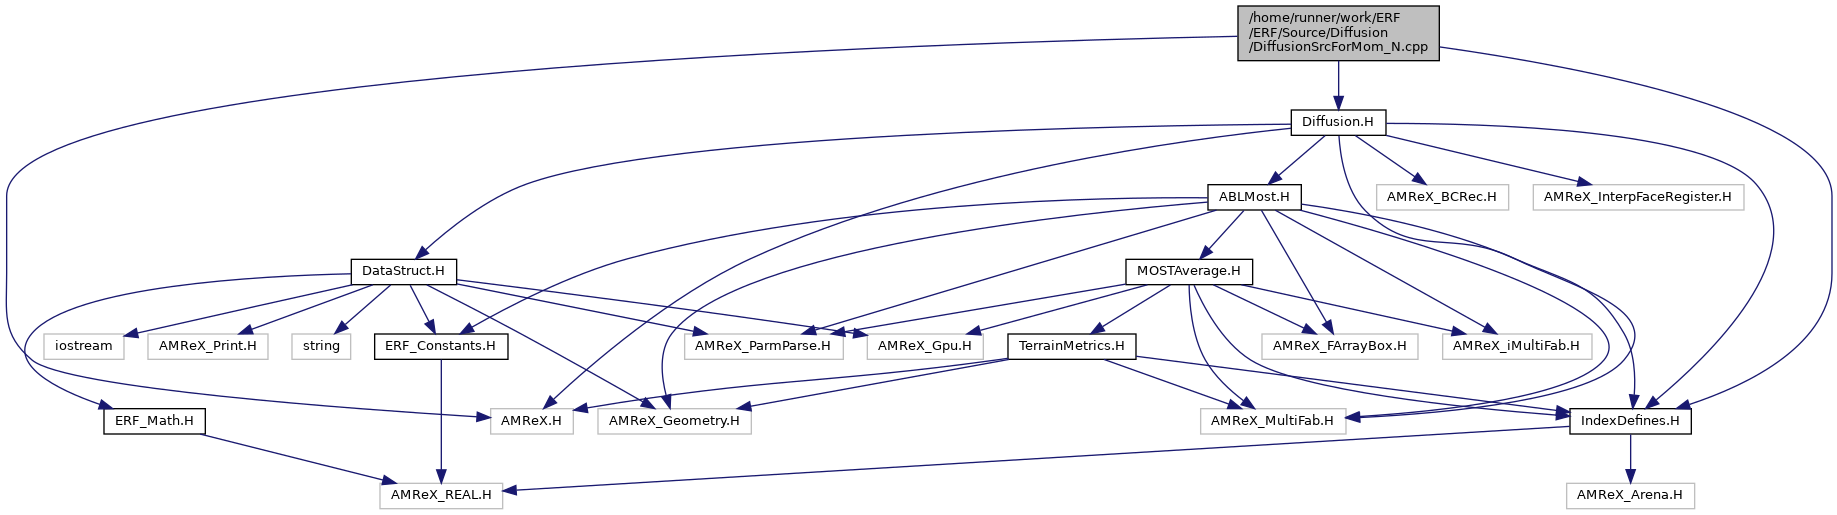 /home/runner/work/ERF
/ERF/Source/Diffusion
/DiffusionSrcForMom_N.cpp
Diffusion.H
ABLMost.H
AMReX_BCRec.H
AMReX_InterpFaceRegister.H
DataStruct.H
MOSTAverage.H
iostream
AMReX_Print.H
string
ERF_Constants.H
AMReX_ParmParse.H
AMReX_Gpu.H
TerrainMetrics.H
AMReX_FArrayBox.H
AMReX_iMultiFab.H
ERF_Math.H
AMReX.H
AMReX_Geometry.H
AMReX_MultiFab.H
IndexDefines.H
AMReX_REAL.H
AMReX_Arena.H